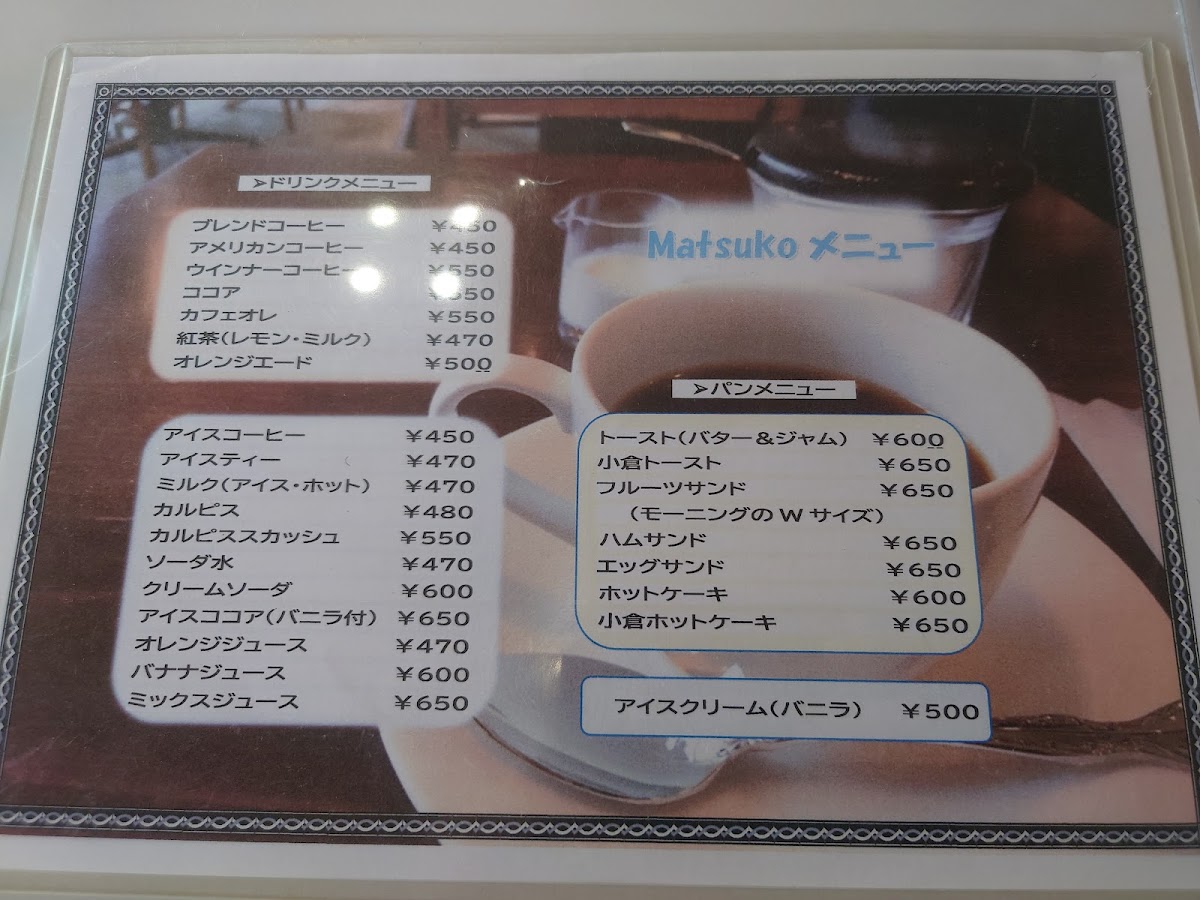 ➢ドリンクメニュー
ブレンドコーヒー ￥450
アメリカンコーヒー ￥450
ウインナーコーヒー ￥550
ココア
カフェオレ ￥550
紅茶(レモン・ミルク) ￥470
オレンジエード ￥500
アイスコーヒー ￥450
アイスティー ￥470
ミルク(アイス・ホット) ￥470
カルピス ￥480
カルピススカッシュ ￥550
ソーダ水 ￥470
クリームソーダ ￥600
アイスココア(バニラ付) ￥650
オレンジジュース ￥470
バナナジュース ￥600
ミックスジュース ￥650
Matsuko メニュー
➢パンメニュー
トースト(バター＆ジャム) ￥600
小倉トースト ￥650
フルーツサンド ￥650
(モーニングのWサイズ)
ハムサンド ￥650
エッグサンド ￥650
ホットケーキ ￥600
小倉ホットケーキ ￥650
アイスクリーム(バニラ) ￥500